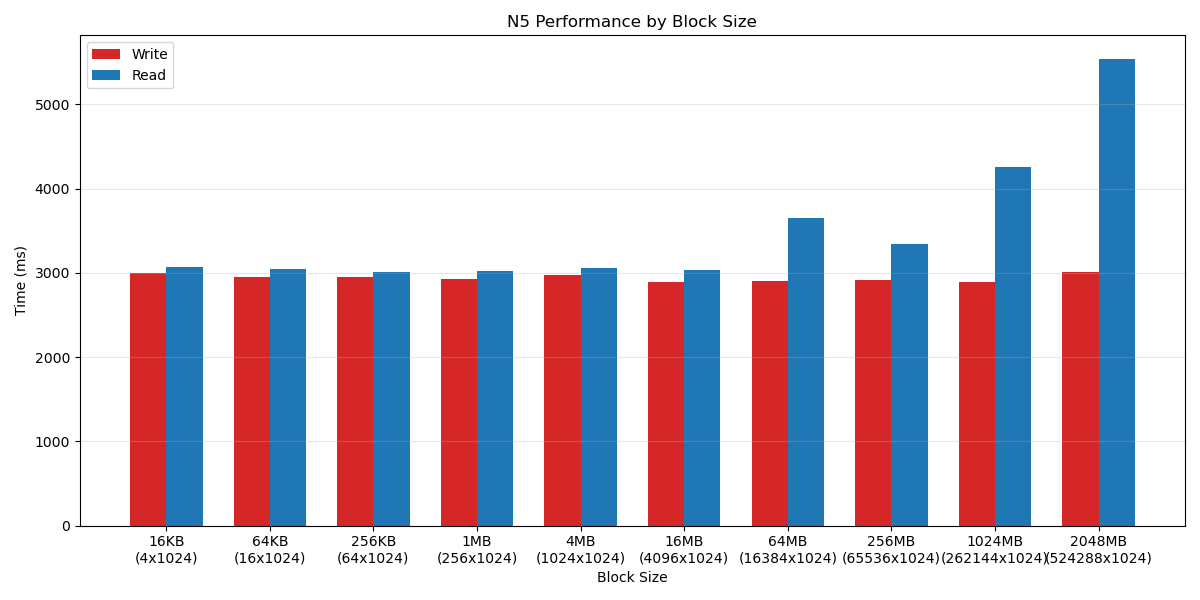 N5 Performance by Block Size
Write
Read
Time (ms)
5000
4000
3000
2000
1000
0
16KB
(4x1024)
64KB
(16x1024)
256KB
(64x1024)
1MB
(256x1024)
4MB
(1024x1024)
16MB
(4096x1024)
64MB
(16384x1024)
256MB
(65536x1024)
1024MB
(262144x1024)
2048MB
(524288x1024)
Block Size